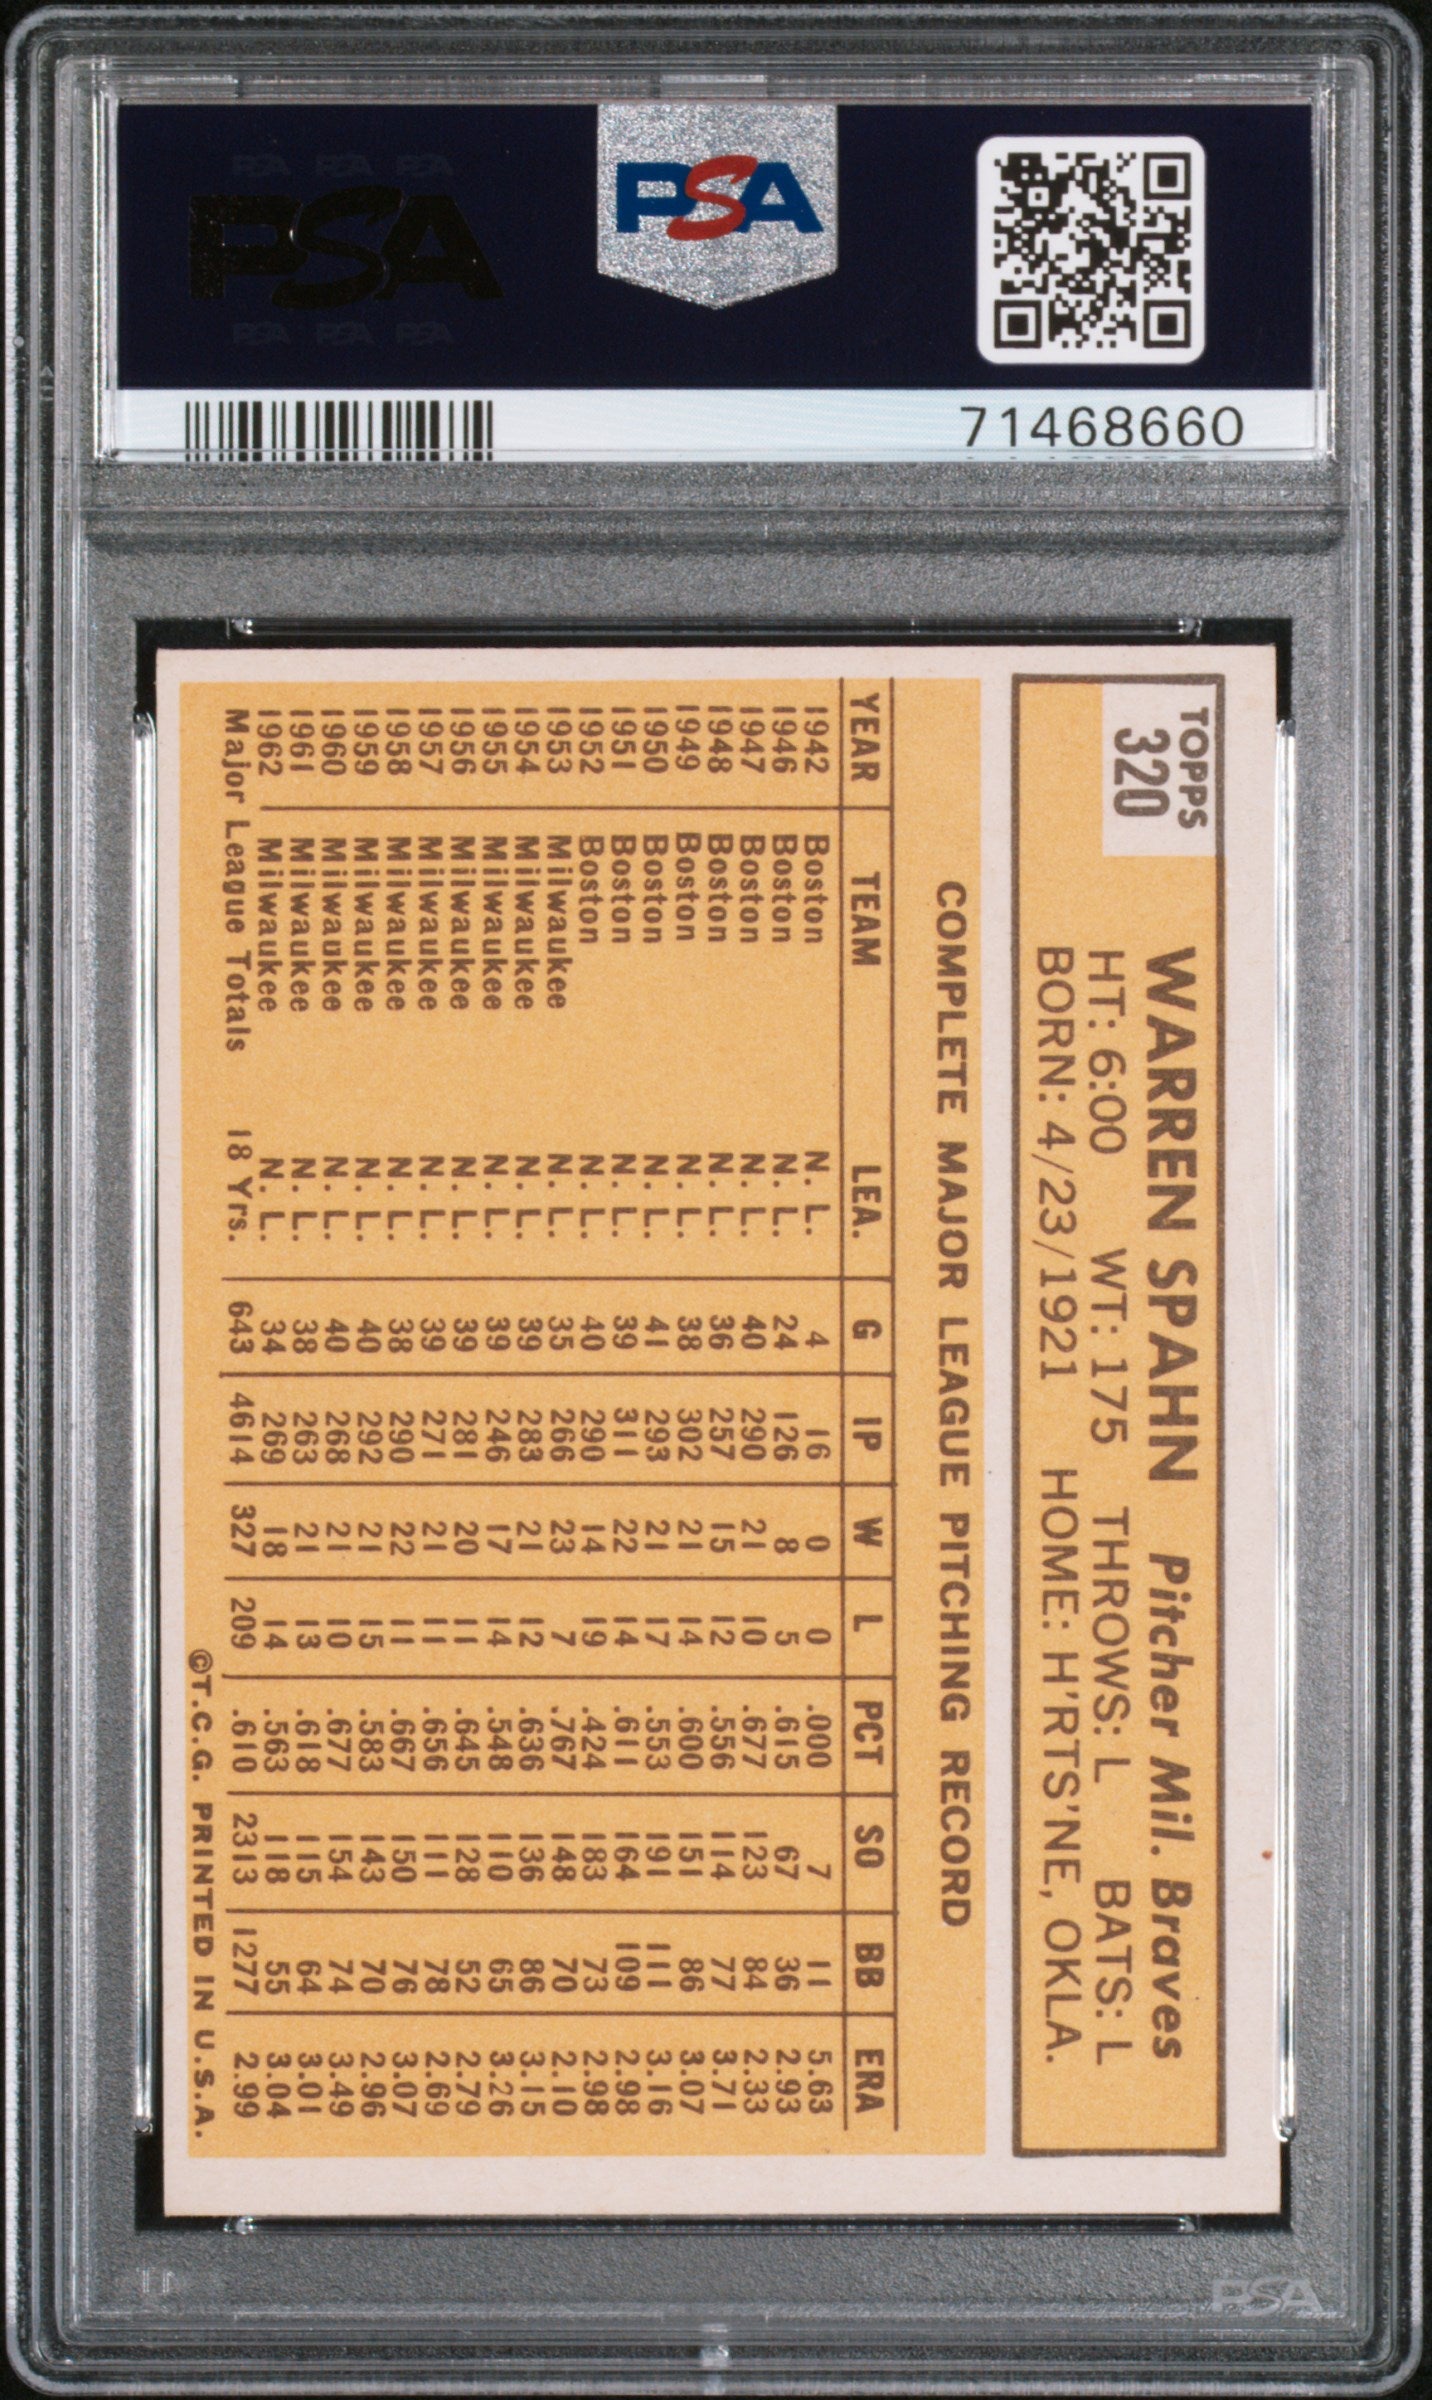 PSA PSA PSA
PSA
PSA PSA PSA
PSA
71468660
TOPPS
320
WARREN SPAHN Pitcher Mil. Braves
HT: 6:00 WT: 175 THROWS: L BATS: L
BORN: 4/23/1921 HOME: H'RTS'NE, OKLA.
COMPLETE MAJOR LEAGUE PITCHING RECORD
YEAR TEAM LEA. G IP W L PCT SO BB ERA
1942 Boston N. L. 4 16 0 0 .000 7 11 5.63
1946 Boston N. L. 24 126 8 5 .615 67 36 2.93
1947 Boston N. L. 40 290 21 10 .677 123 84 2.33
1948 Boston N. L. 36 257 15 12 .556 114 77 3.71
1949 Boston N. L. 38 302 21 14 .600 151 86 3.07
1950 Boston N. L. 41 293 21 17 .553 191 111 3.16
1951 Boston N. L. 39 311 22 14 .611 164 109 2.98
1952 Boston N. L. 40 290 14 19 .424 183 73 2.98
1953 Milwaukee N. L. 35 266 23 7 .767 148 70 2.10
1954 Milwaukee N. L. 39 283 21 12 .636 136 86 3.15
1955 Milwaukee N. L. 39 246 17 14 .548 110 65 3.26
1956 Milwaukee N. L. 39 281 20 11 .645 128 52 2.79
1957 Milwaukee N. L. 39 271 21 11 .656 111 78 2.69
1958 Milwaukee N. L. 38 290 22 11 .667 150 76 3.07
1959 Milwaukee N. L. 40 292 21 15 .583 143 70 2.96
1960 Milwaukee N. L. 40 268 21 10 .677 154 74 3.49
1961 Milwaukee N. L. 38 263 21 13 .618 115 64 3.01
1962 Milwaukee N. L. 34 269 18 14 .563 118 55 3.04
Major League Totals 18 Yrs. 643 4614 327 209 .610 2313 1277 2.99
©T.C.G. PRINTED IN U.S.A.
PSA